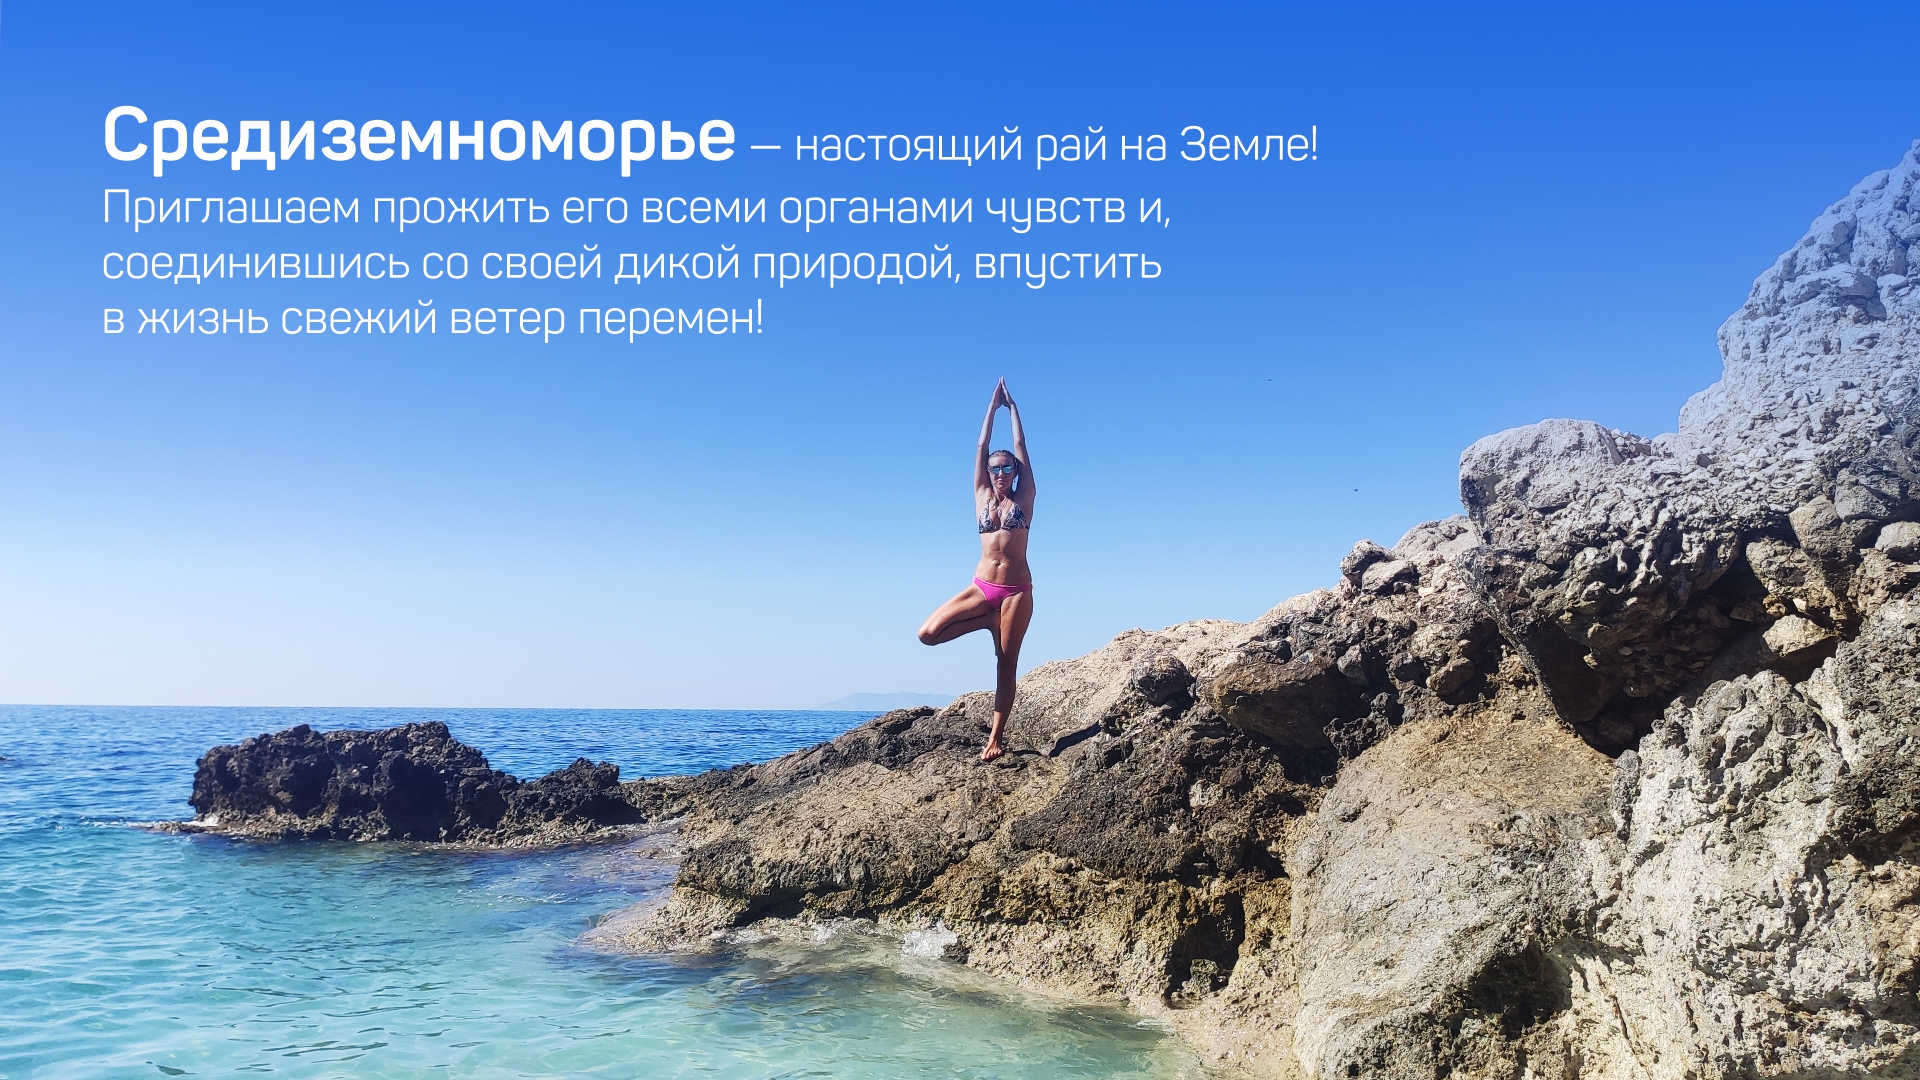 Средиземноморье — настоящий рай на Земле!
Приглашаем прожить его всеми органами чувств и,
соединившись со своей дикой природой, впустить
в жизнь свежий ветер перемен!